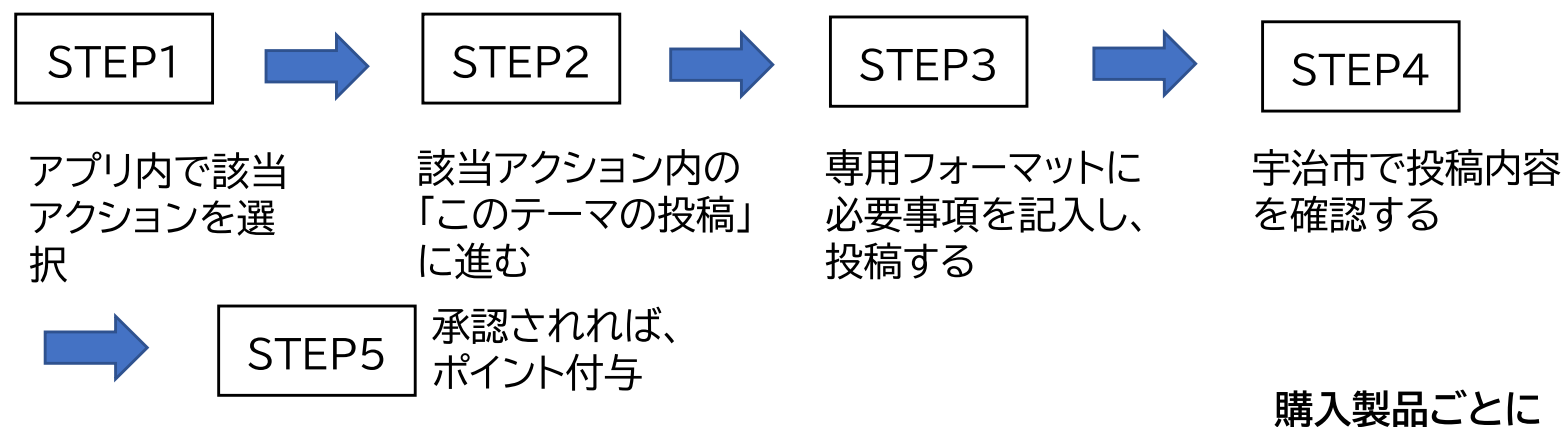 STEP1
アプリ内で該当
アクションを選
択
STEP2
該当アクション内の
「このテーマの投稿」
に進む
STEP3
専用フォーマットに
必要事項を記入し、
投稿する
STEP4
宇治市で投稿内容
を確認する
STEP5
承認されれば、
ポイント付与
購入製品ごとに